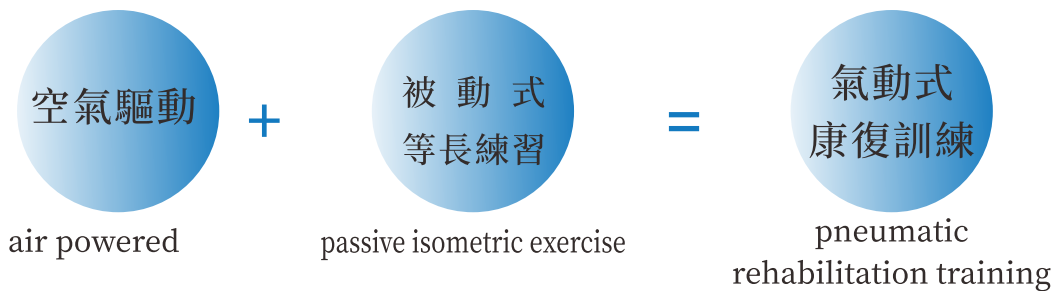 空氣驅動
air powered
+
被動式
等長練習
passive isometric exercise
=
氣動式
康復訓練
pneumatic
rehabilitation training